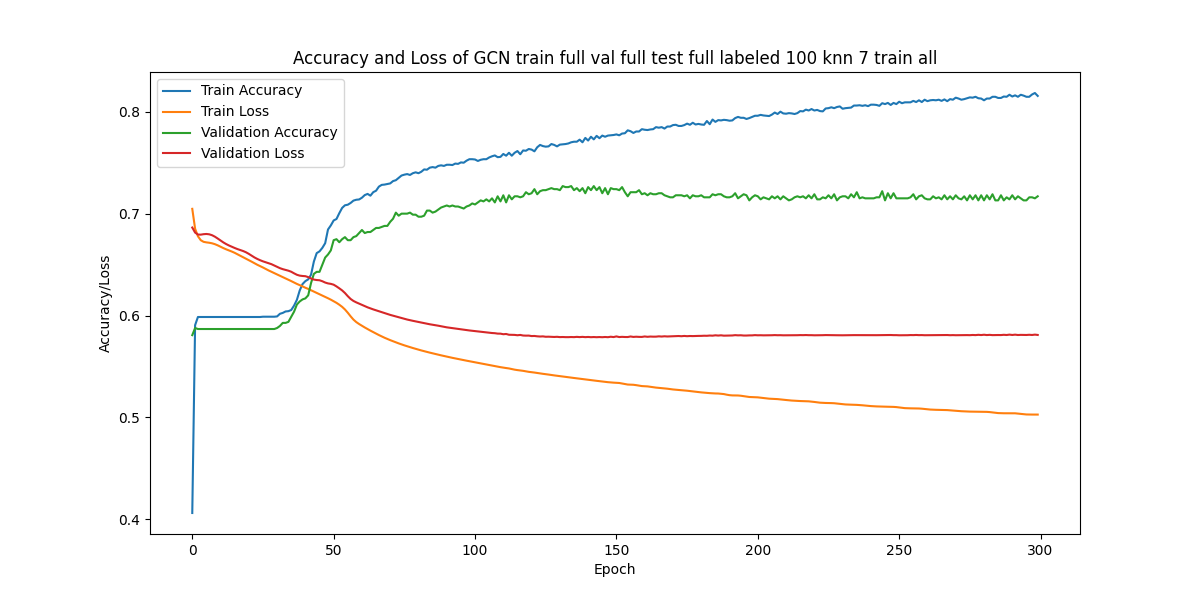 Accuracy and Loss of GCN train full val full test full labeled 100 knn 7 train all
Train Accuracy
Train Loss
Validation Accuracy
Validation Loss
Accuracy/Loss
0.8
0.7
0.6
0.5
0.4
0 50 100 150 200 250 300
Epoch